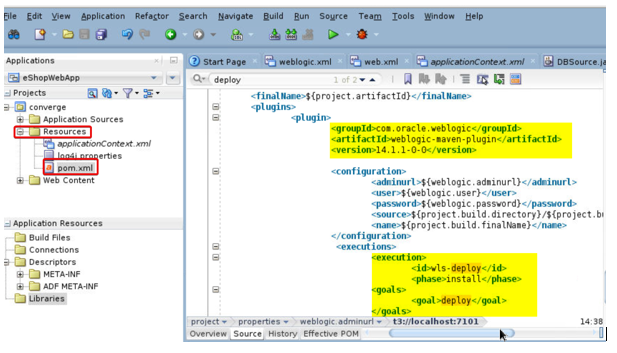 File Edit View Application Refactor Search Navigate Build Run Source Team Tools Window Help
Applications
eShopWebApp
Projects
converge
Application Sources
Resources
applicationContext.xml
log4j.properties
pom.xml
Web Content
Application Resources
Build Files
Connections
Descriptors
META-INF
ADF META-INF
Libraries
Start Page weblogic.xml web.xml applicationContext.xml DBSource.ja
deploy 1 of 2
<finalName>${project.artifactId}</finalName>
<plugins>
<plugin>
<groupId>com.oracle.weblogic</groupId>
<artifactId>weblogic-maven-plugin</artifactId>
<version>14.1.1-0-0</version>
<configuration>
<adminurl>${weblogic.adminurl}</adminurl>
<user>${weblogic.user}</user>
<password>${weblogic.password}</password>
<source>${project.build.directory}/${project.bu
<name>${project.build.finalName}</name>
</configuration>
<executions>
<execution>
<id>wls-deploy</id>
<phase>install</phase>
<goals>
<goal>deploy</goal>
</goals>
project properties weblogic.adminurl t3://localhost:7101 14:38
Overview Source History Effective POM